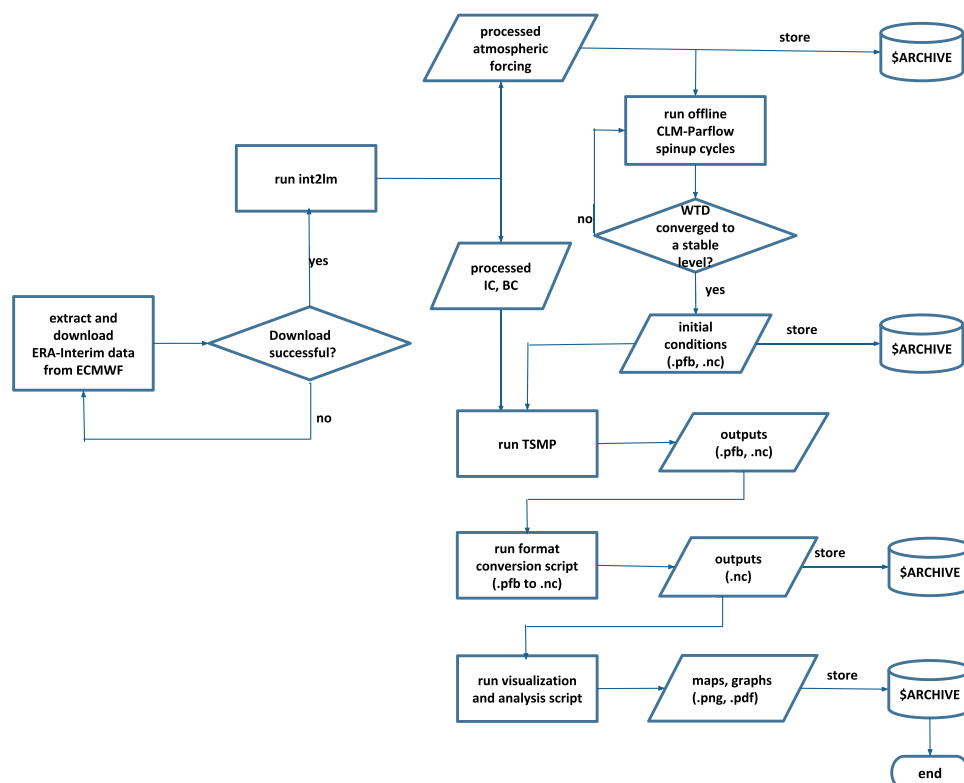 processed
atmospheric
forcing
store
$ARCHIVE
run offline
CLM-Parflow
spinup cycles
run int2lm
no
WTD
converged to
a stable
level?
yes
processed
IC, BC
yes
extract and
download
ERA-Interim data
from ECMWF
Download
successful?
no
initial
conditions
(.pfb, .nc)
store
$ARCHIVE
run TSMP
outputs
(.pfb, .nc)
run format
conversion script
(.pfb to .nc)
outputs
(.nc)
store
$ARCHIVE
run visualization
and analysis script
maps, graphs
(.png, .pdf)
store
$ARCHIVE
end